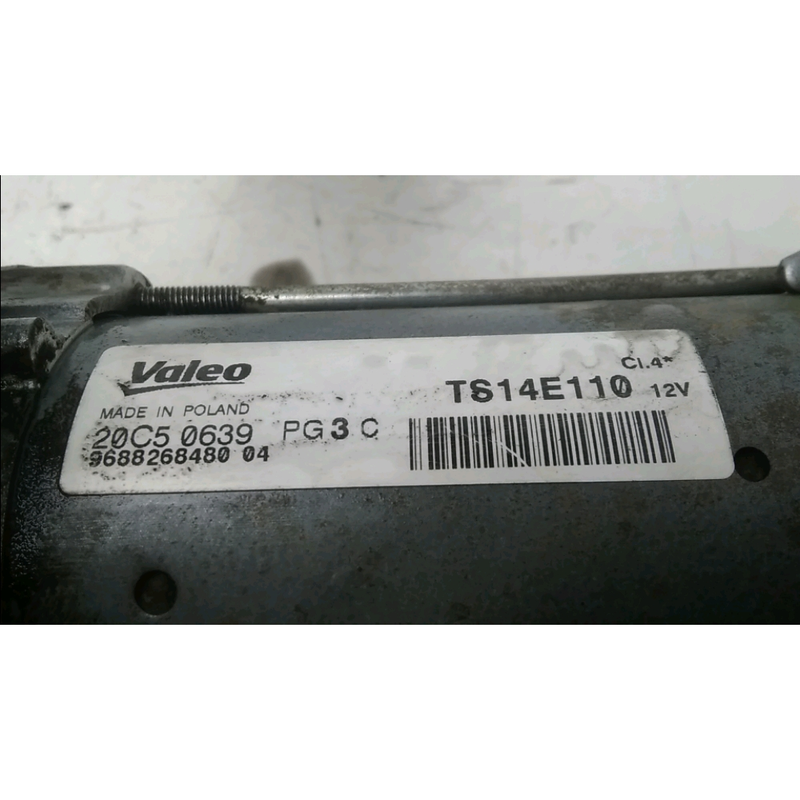 Valeo
Cl.4*
MADE IN POLAND
TS14E110 12V
20C5 0639 PG3C
9688268480 04